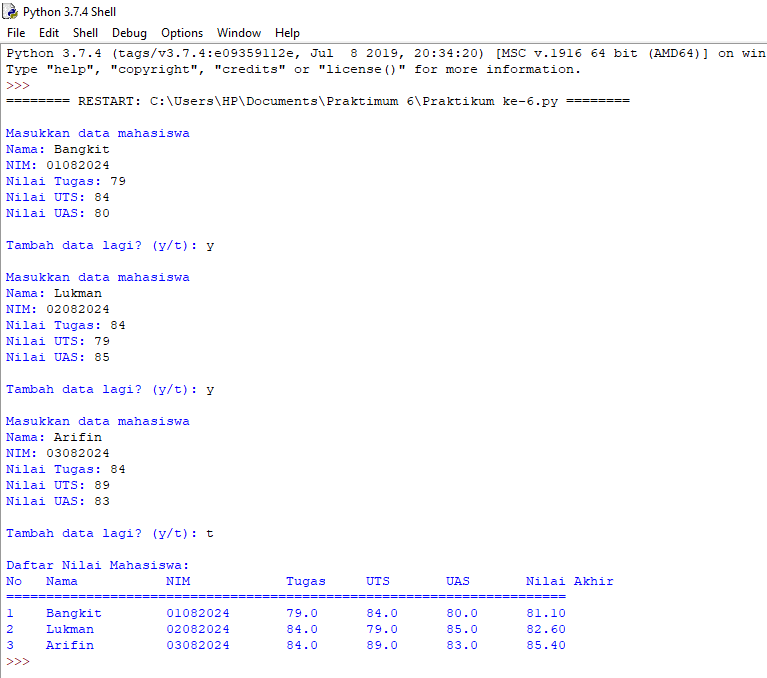 Python 3.7.4 Shell
File Edit Shell Debug Options Window Help
Python 3.7.4 (tags/v3.7.4:e09359112e, Jul  8 2019, 20:34:20) [MSC v.1916 64 bit (AMD64)] on win
Type "help", "copyright", "credits" or "license()" for more information.
>>>
======== RESTART: C:\Users\HP\Documents\Praktimum 6\Praktikum ke-6.py ========
Masukkan data mahasiswa
Nama: Bangkit
NIM: 01082024
Nilai Tugas: 79
Nilai UTS: 84
Nilai UAS: 80
Tambah data lagi? (y/t): y
Masukkan data mahasiswa
Nama: Lukman
NIM: 02082024
Nilai Tugas: 84
Nilai UTS: 79
Nilai UAS: 85
Tambah data lagi? (y/t): y
Masukkan data mahasiswa
Nama: Arifin
NIM: 03082024
Nilai Tugas: 84
Nilai UTS: 89
Nilai UAS: 83
Tambah data lagi? (y/t): t
Daftar Nilai Mahasiswa:
No   Nama           NIM            Tugas     UTS       UAS       Nilai Akhir
======================================================================
1    Bangkit        01082024       79.0      84.0      80.0      81.10
2    Lukman         02082024       84.0      79.0      85.0      82.60
3    Arifin         03082024       84.0      89.0      83.0      85.40
>>>